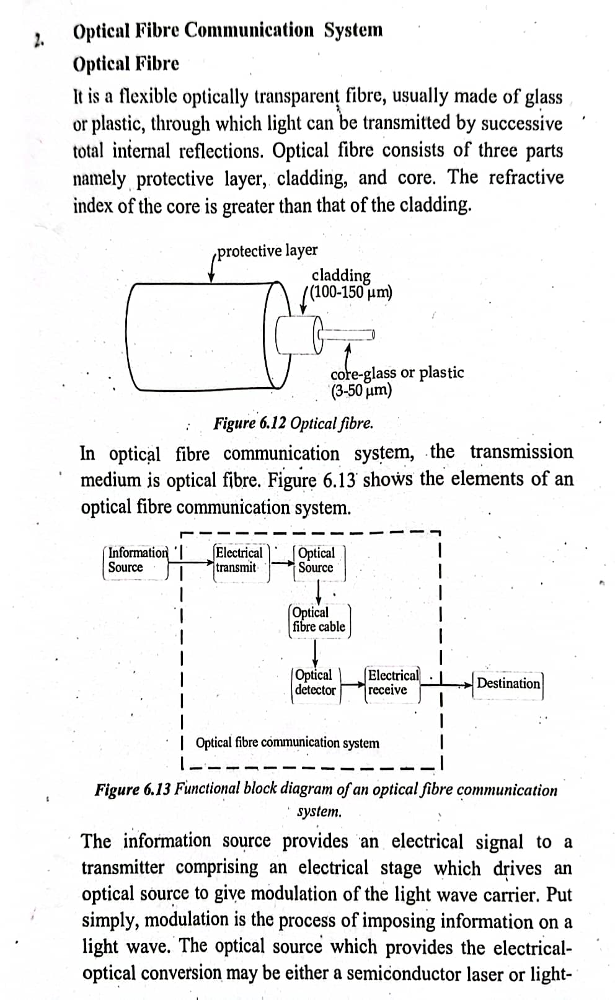 2. Optical Fibre Communication System
Optical Fibre
It is a flexible optically transparent fibre, usually made of glass
or plastic, through which light can be transmitted by successive
total internal reflections. Optical fibre consists of three parts
namely protective layer, cladding, and core. The refractive
index of the core is greater than that of the cladding.
protective layer
cladding
(100-150 µm)
core-glass or plastic
(3-50 µm)
Figure 6.12 Optical fibre.
In optical fibre communication system, the transmission
medium is optical fibre. Figure 6.13 shows the elements of an
optical fibre communication system.
Information
Source
Electrical
transmit
Optical
Source
Optical
fibre cable
Optical
detector
Electrical
receive
Destination
Optical fibre communication system
Figure 6.13 Functional block diagram of an optical fibre communication
system.
The information source provides an electrical signal to a
transmitter comprising an electrical stage which drives an
optical source to give modulation of the light wave carrier. Put
simply, modulation is the process of imposing information on a
light wave. The optical source which provides the electrical-
optical conversion may be either a semiconductor laser or light-